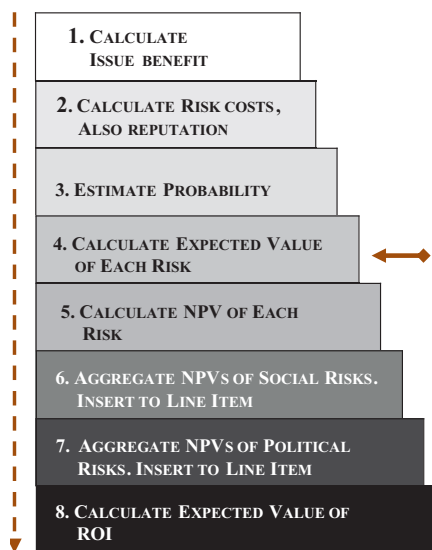 1. CALCULATE
ISSUE BENEFIT
2. CALCULATE RISK COSTS,
ALSO REPUTATION
3. ESTIMATE PROBABILITY
4. CALCULATE EXPECTED VALUE
OF EACH RISK
5. CALCULATE NPV OF EACH
RISK
6. AGGREGATE NPVS OF SOCIAL RISKS.
INSERT TO LINE ITEM
7. AGGREGATE NPVS OF POLITICAL
RISKS. INSERT TO LINE ITEM
8. CALCULATE EXPECTED VALUE OF
ROI